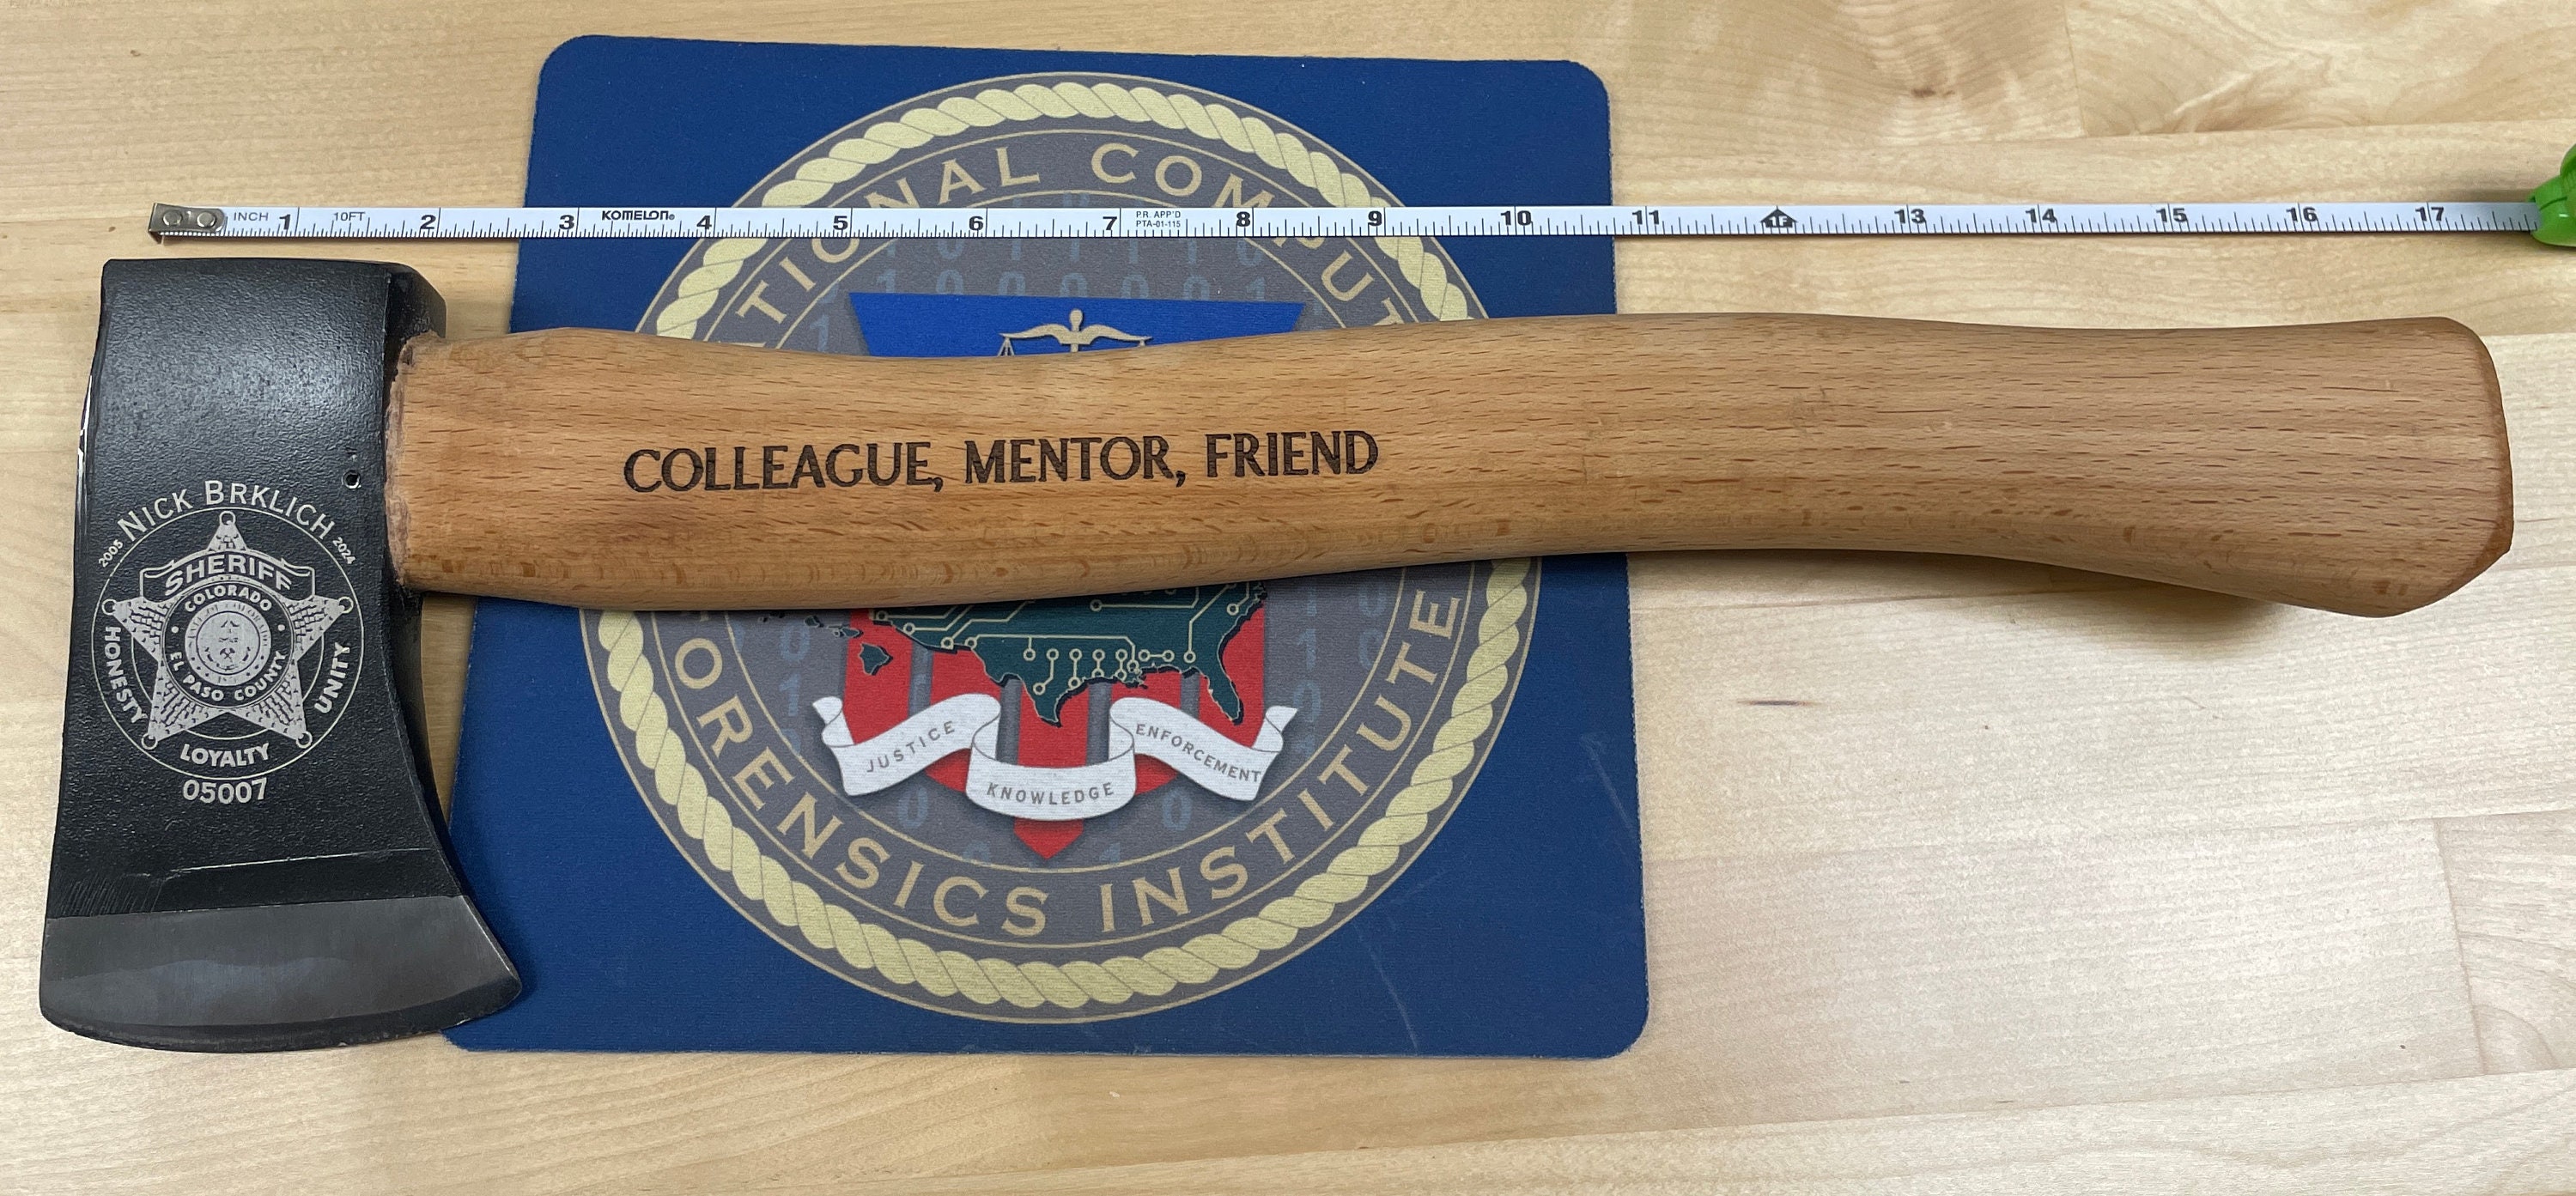 INCH 1 10FT 2 3 KOMELON® 4 5 6 7 PR. APP'D 8 9 10 11 1F 13 14 15 16 17
PTA-01-115
TIONAL COMPUT
COLLEAGUE, MENTOR, FRIEND
NICK BRKLICH
2005 2024
SHERIFF
COLORADO
EL PASO COUNTY
HONESTY
LOYALTY
UNITY
05007
JUSTICE
KNOWLEDGE
ENFORCEMENT
ORENSICS INSTITUTE